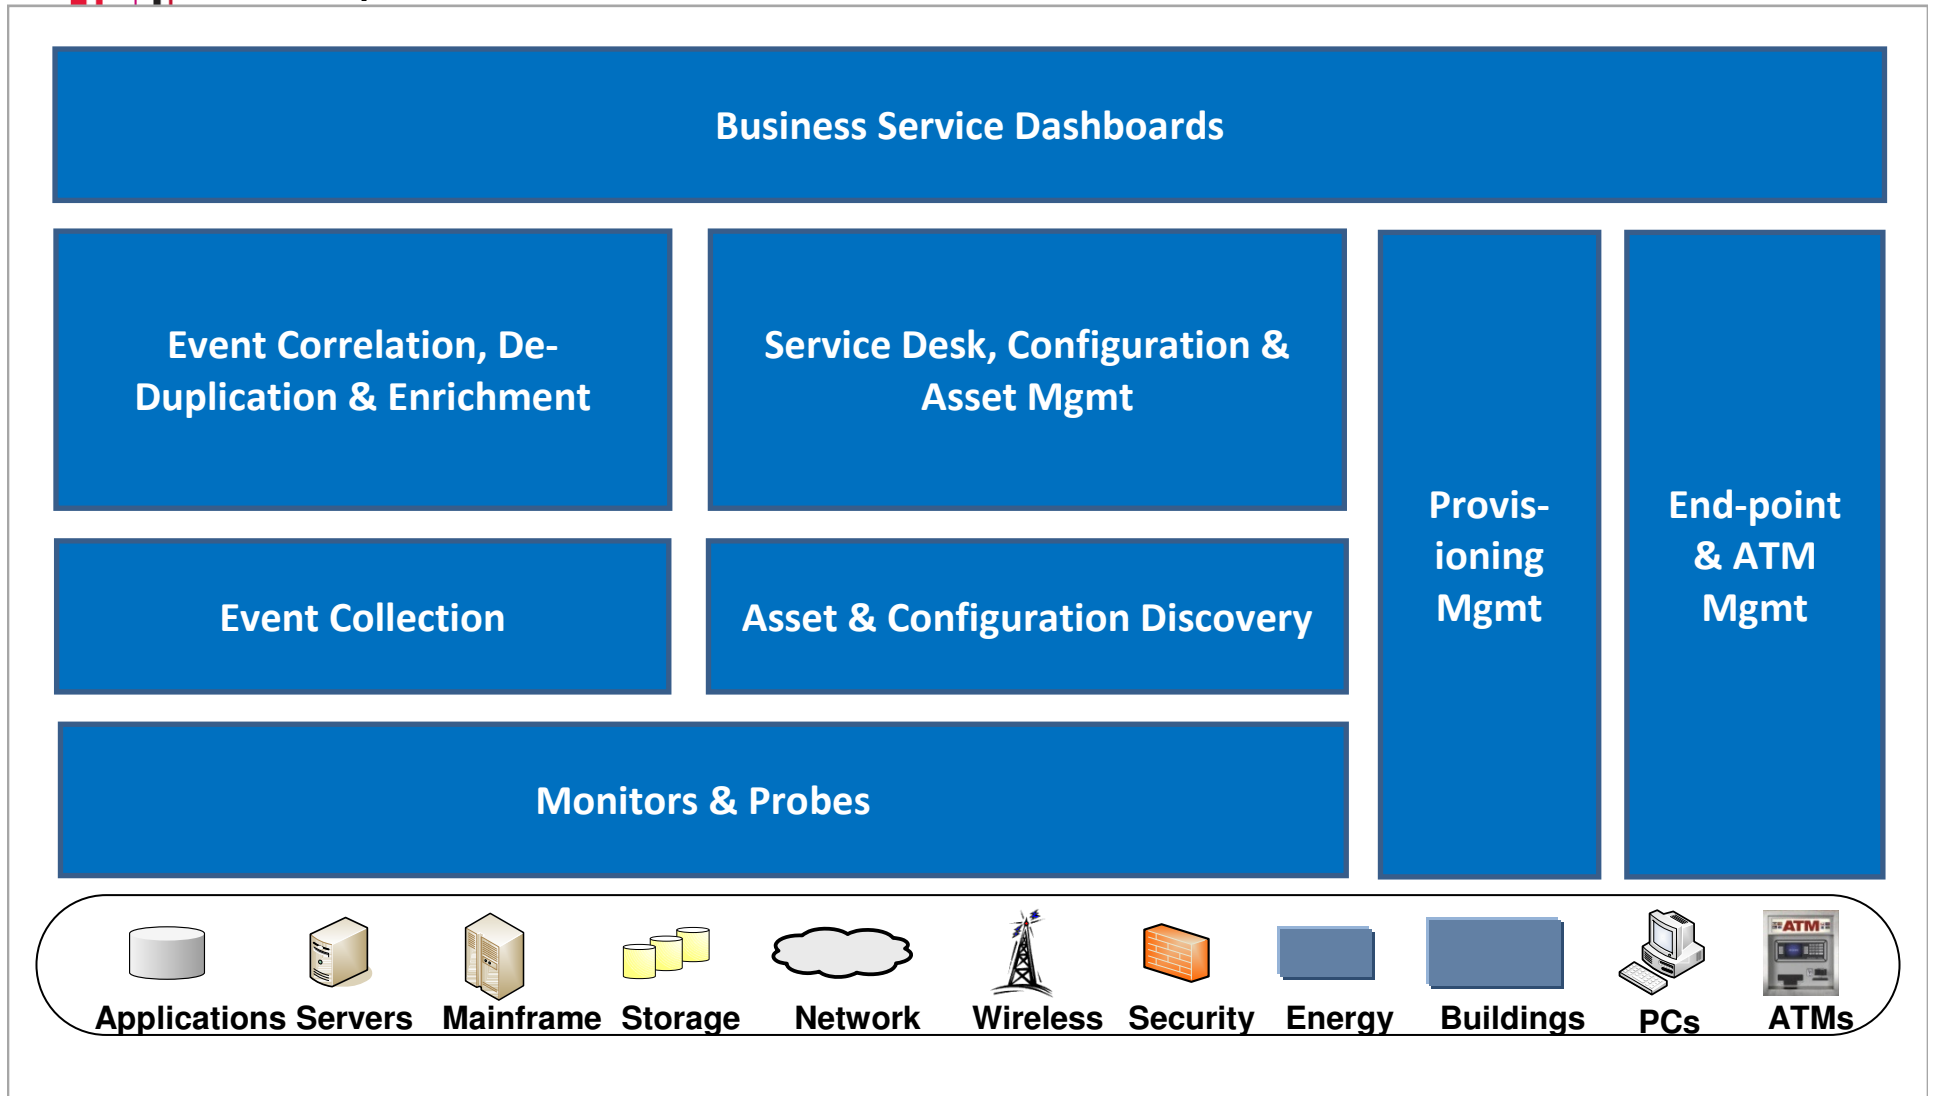 Business Service Dashboards
Event Correlation, De-
Duplication & Enrichment
Service Desk, Configuration &
Asset Mgmt
Provis-
ioning
Mgmt
End-point
& ATM
Mgmt
Event Collection
Asset & Configuration Discovery
Monitors & Probes
ATM
Applications Servers Mainframe Storage Network Wireless Security Energy Buildings PCs ATMs